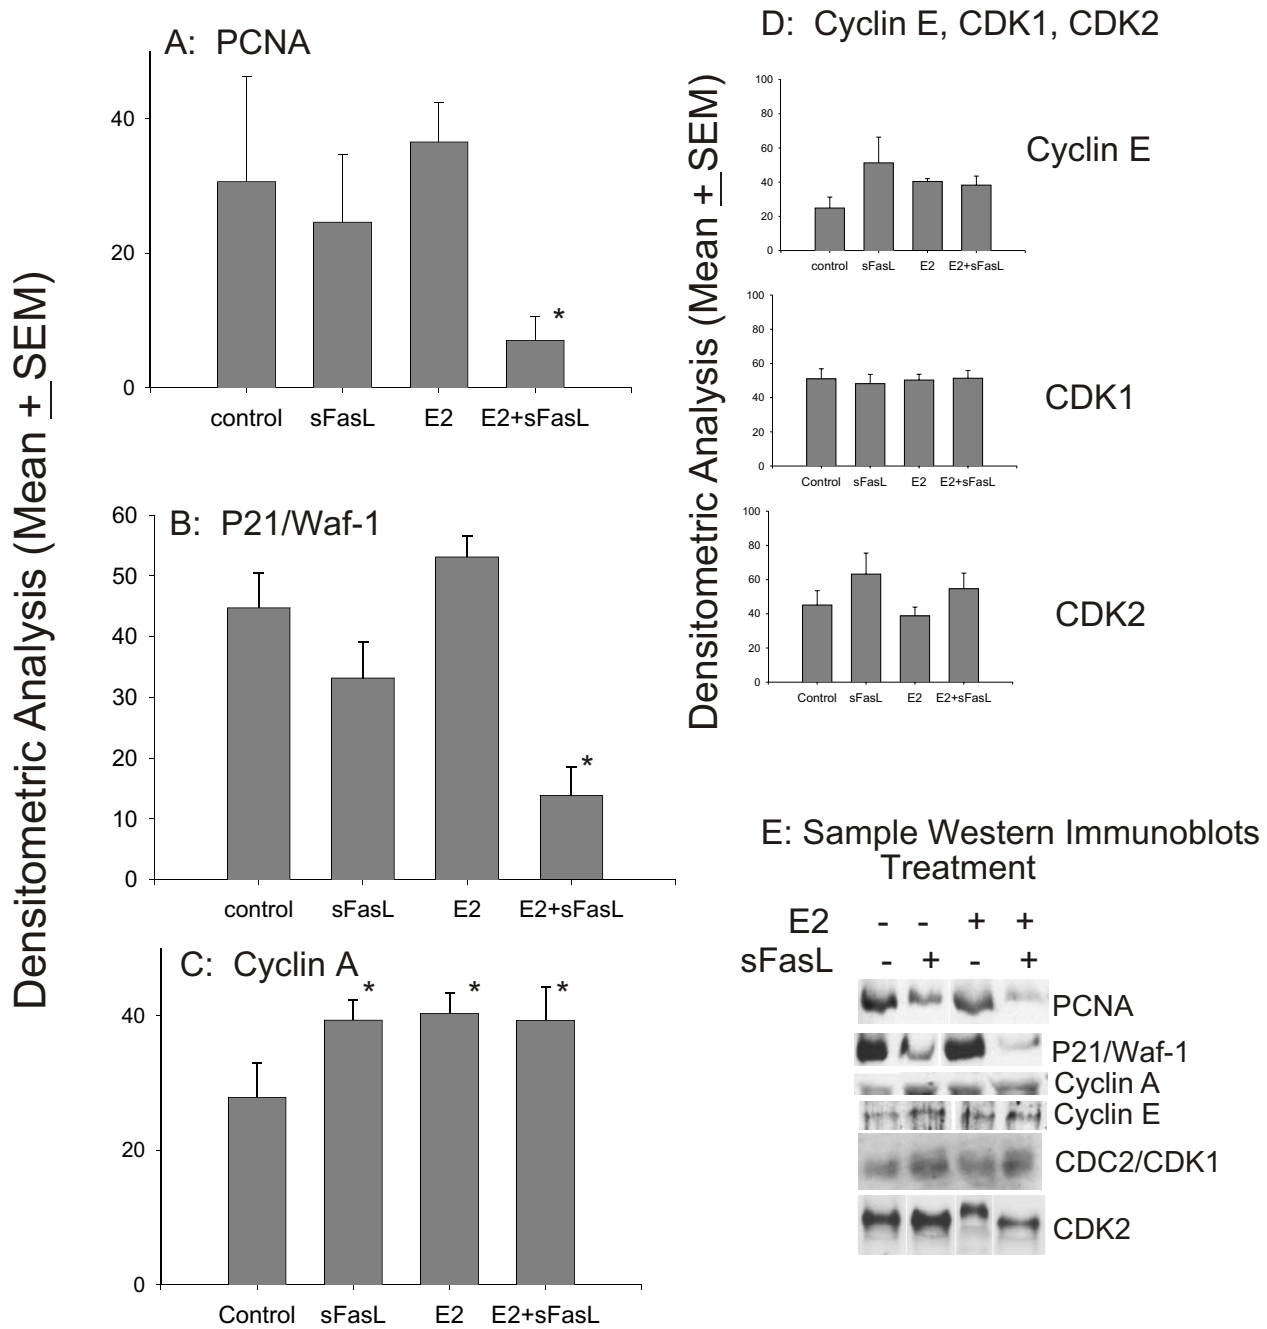 Densitometric Analysis (Mean + SEM)
A: PCNA
40
20
0
*
control sFasL E2 E2+sFasL
B: P21/Waf-1
60
50
40
30
20
10
0
*
control sFasL E2 E2+sFasL
C: Cyclin A
40
20
0
* * *
Control sFasL E2 E2+sFasL
D: Cyclin E, CDK1, CDK2
Densitometric Analysis (Mean + SEM)
100
80
60
40
20
0
Cyclin E
control sFasL E2 E2+sFasL
100
80
60
40
20
0
CDK1
Control sFasL E2 E2+sFasL
100
80
60
40
20
0
CDK2
Control sFasL E2 E2+sFasL
E: Sample Western Immunoblots
Treatment
E2 - - + +
sFasL - + - +
PCNA
P21/Waf-1
Cyclin A
Cyclin E
CDC2/CDK1
CDK2